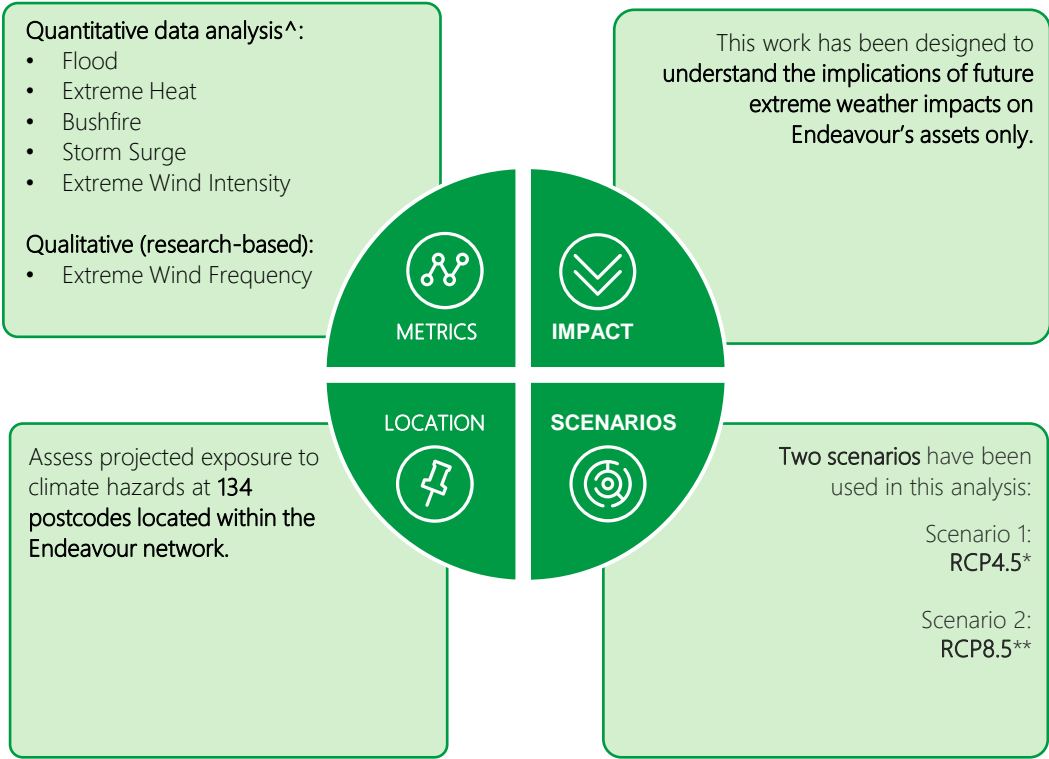 Quantitative data analysis^:
• Flood
• Extreme Heat
• Bushfire
• Storm Surge
• Extreme Wind Intensity
Qualitative (research-based):
• Extreme Wind Frequency
This work has been designed to
understand the implications of future
extreme weather impacts on
Endeavour's assets only.
METRICS
IMPACT
LOCATION
SCENARIOS
Assess projected exposure to
climate hazards at 134
postcodes located within the
Endeavour network.
Two scenarios have been
used in this analysis:
Scenario 1:
RCP4.5*
Scenario 2:
RCP8.5**